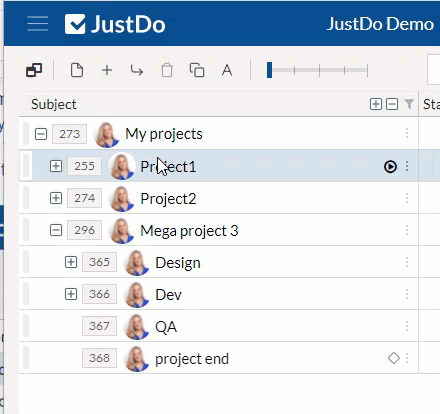 JustDo
JustDo Demo
A
Subject
Sta
273 My projects
255 Project1
274 Project2
296 Mega project 3
365 Design
366 Dev
367 QA
368 project end